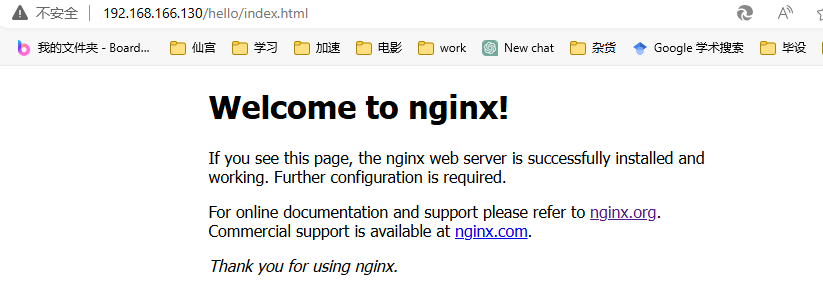 不安全 192.168.166.130/hello/index.html
我的文件夹 - Board... 仙宫 学习 加速 电影 work New chat 杂货 Google 学术搜索 毕设
Welcome to nginx!
If you see this page, the nginx web server is successfully installed and
working. Further configuration is required.
For online documentation and support please refer to nginx.org.
Commercial support is available at nginx.com.
Thank you for using nginx.